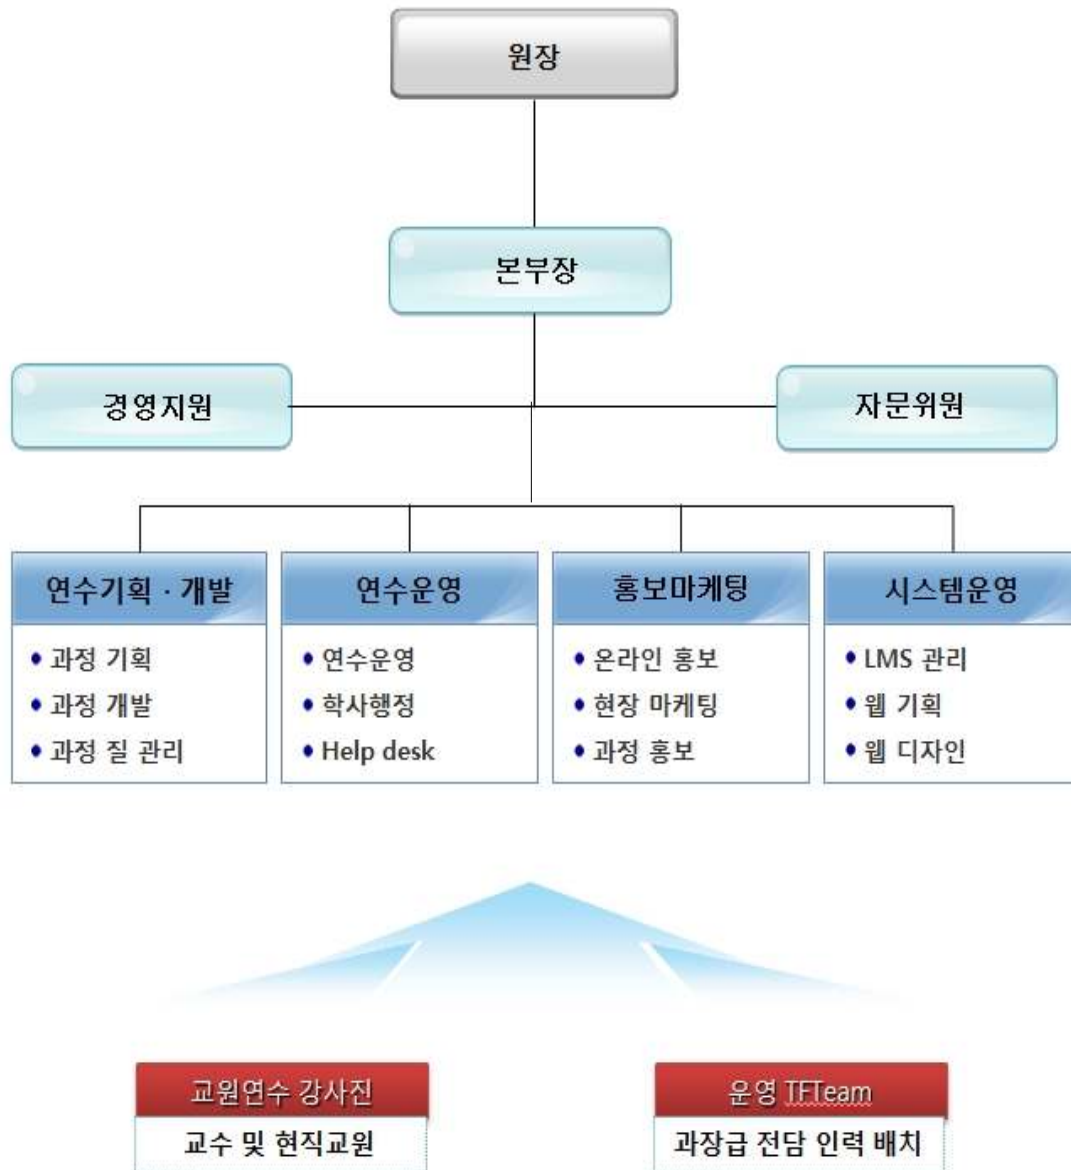 원장
본부장
경영지원
자문위원
연수기획 · 개발
• 과정 기획
• 과정 개발
• 과정 질 관리
연수운영
• 연수운영
• 학사행정
• Help desk
홍보마케팅
• 온라인 홍보
• 현장 마케팅
• 과정 홍보
시스템운영
• LMS 관리
• 웹 기획
• 웹 디자인
교원연수 강사진
교수 및 현직교원
운영 TFTeam
과장급 전담 인력 배치